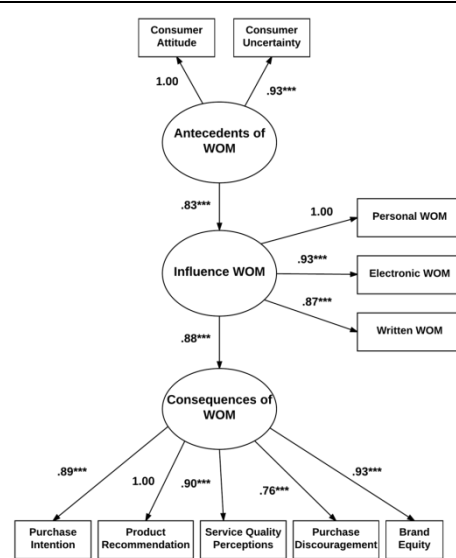 Consumer
Attitude
Consumer
Uncertainty
1.00
.93***
Antecedents of
WOM
.83***
1.00
Personal WOM
Influence WOM
.93***
Electronic WOM
.87***
Written WOM
.88***
Consequences of
WOM
.89***
1.00
.90***
.76***
.93***
Purchase
Intention
Product
Recommendation
Service Quality
Perceptions
Purchase
Discouragement
Brand
Equity